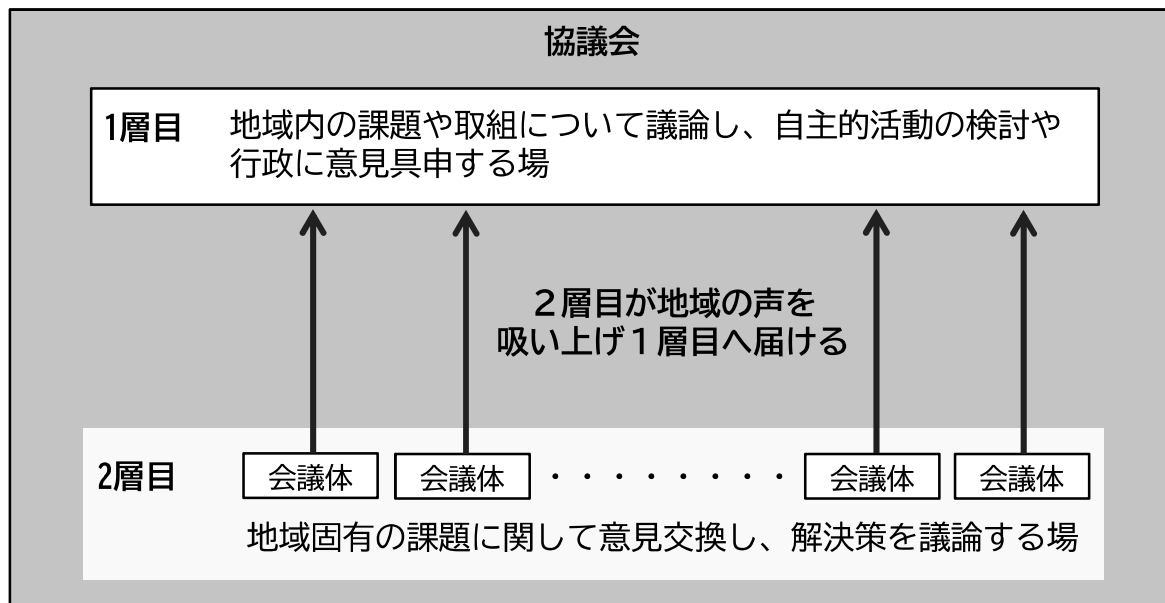 協議会
1層目
地域内の課題や取組について議論し、自主的活動の検討や
行政に意見具申する場
２層目が地域の声を
吸い上げ１層目へ届ける
2層目
会議体 会議体 ・・・・・・・・ 会議体 会議体
地域固有の課題に関して意見交換し、解決策を議論する場